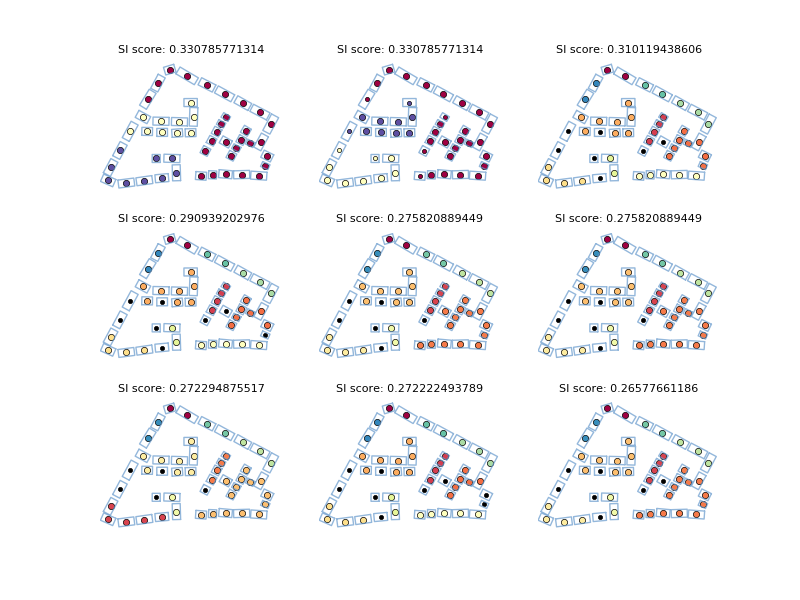 SI score: 0.330785771314
SI score: 0.330785771314
SI score: 0.310119438606
SI score: 0.290939202976
SI score: 0.275820889449
SI score: 0.275820889449
SI score: 0.272294875517
SI score: 0.272222493789
SI score: 0.26577661186